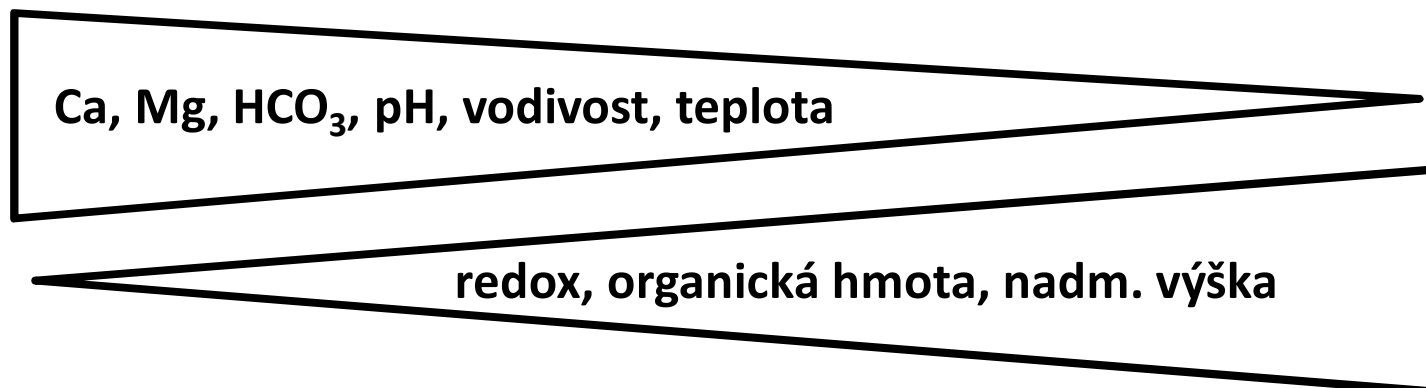 Ca, Mg, HCO₃, pH, vodivost, teplota
redox, organická hmota, nadm. výška